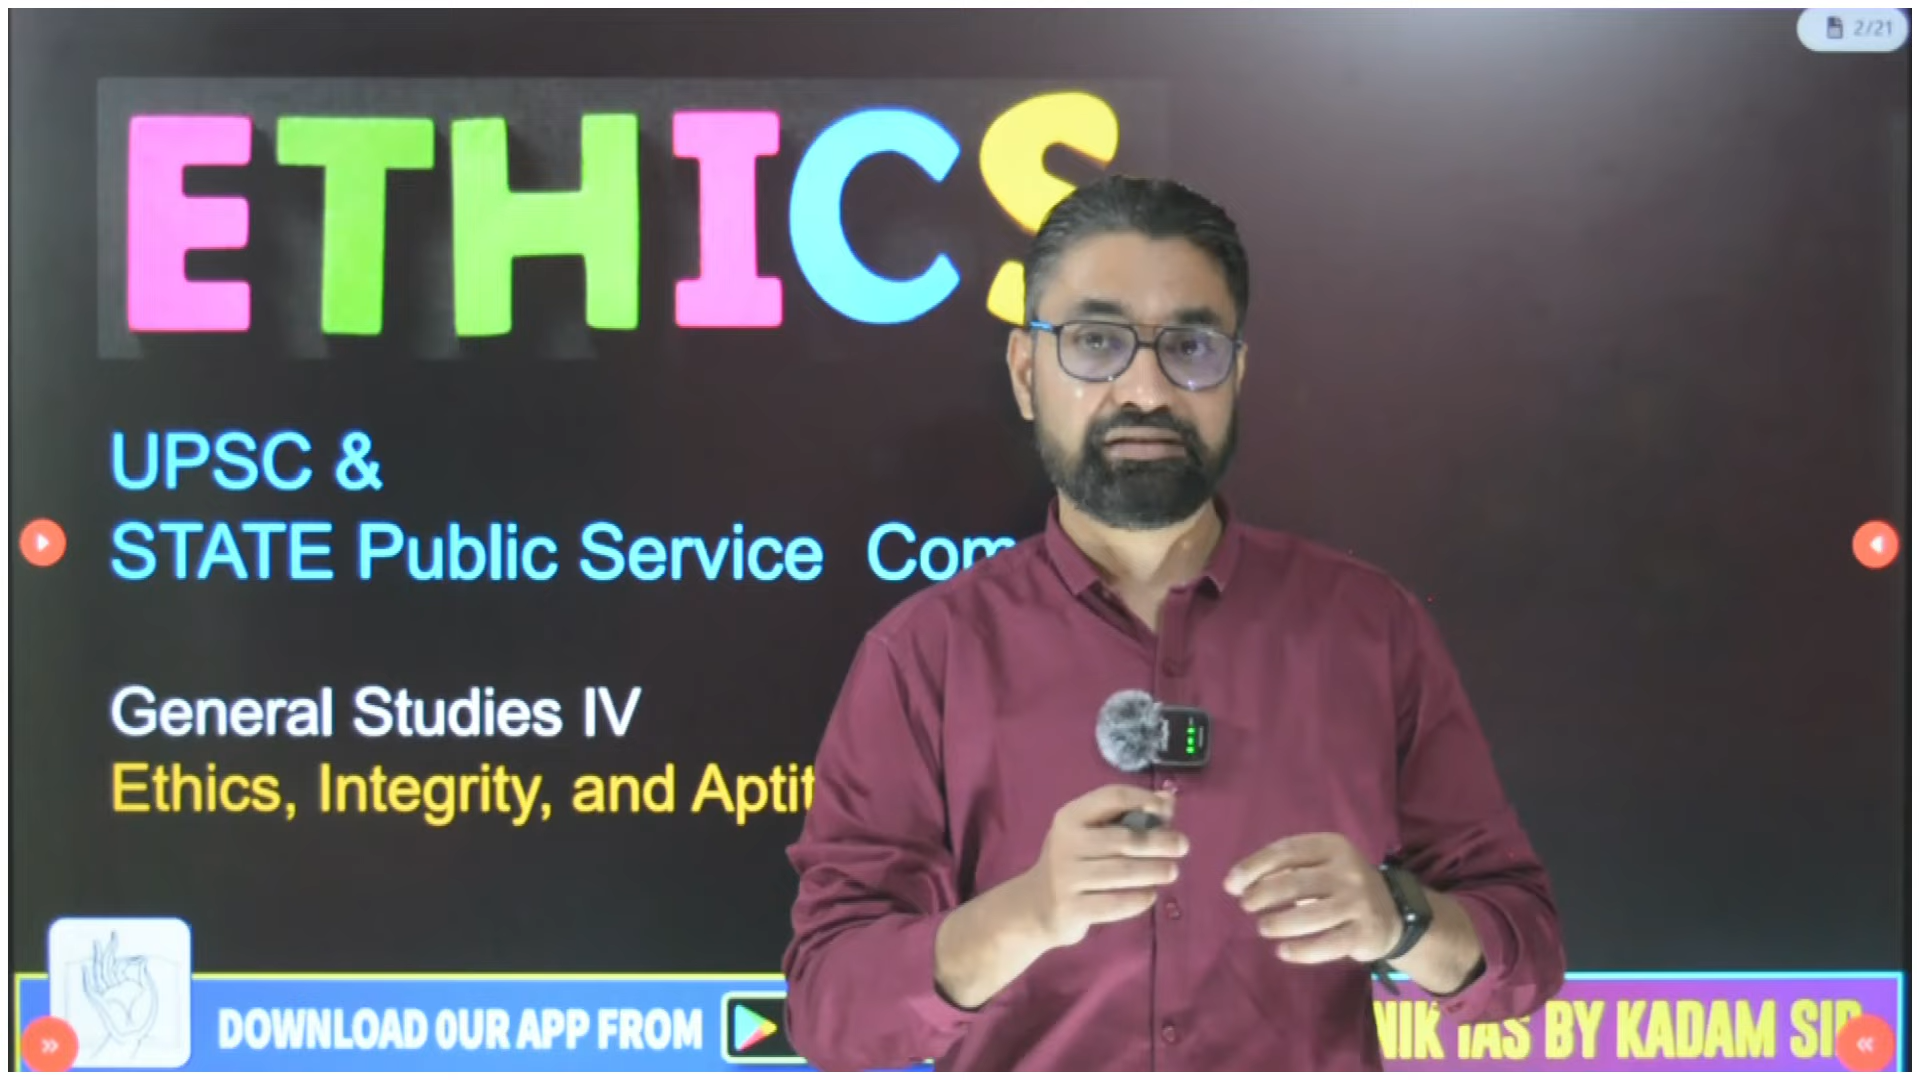 2/21
ETHICS
UPSC &
STATE Public Service Com
General Studies IV
Ethics, Integrity, and Aptit
DOWNLOAD OUR APP FROM
NIK IAS BY KADAM SIR